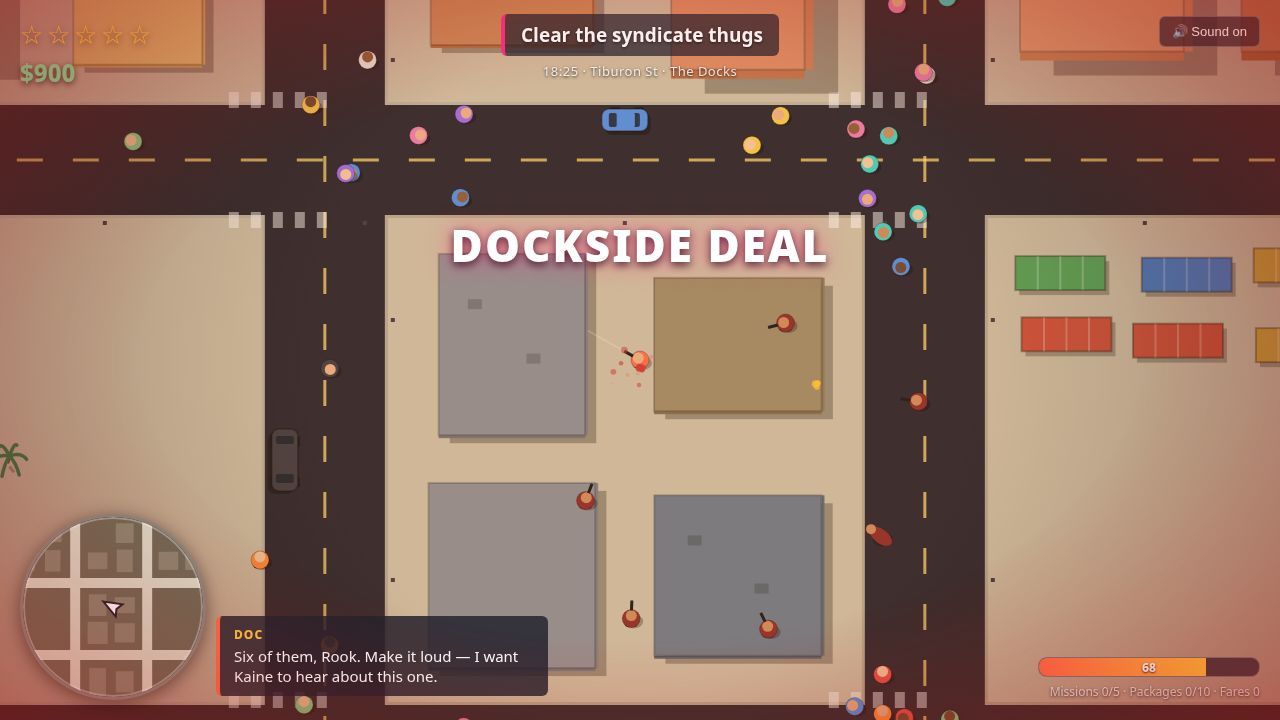 ☆☆☆☆☆
$900
Clear the syndicate thugs
18:25 · Tiburon St · The Docks
🔊 Sound on
DOCKSIDE DEAL
DOC
Six of them, Rook. Make it loud — I want
Kaine to hear about this one.
68
Missions 0/5 · Packages 0/10 · Fares 0